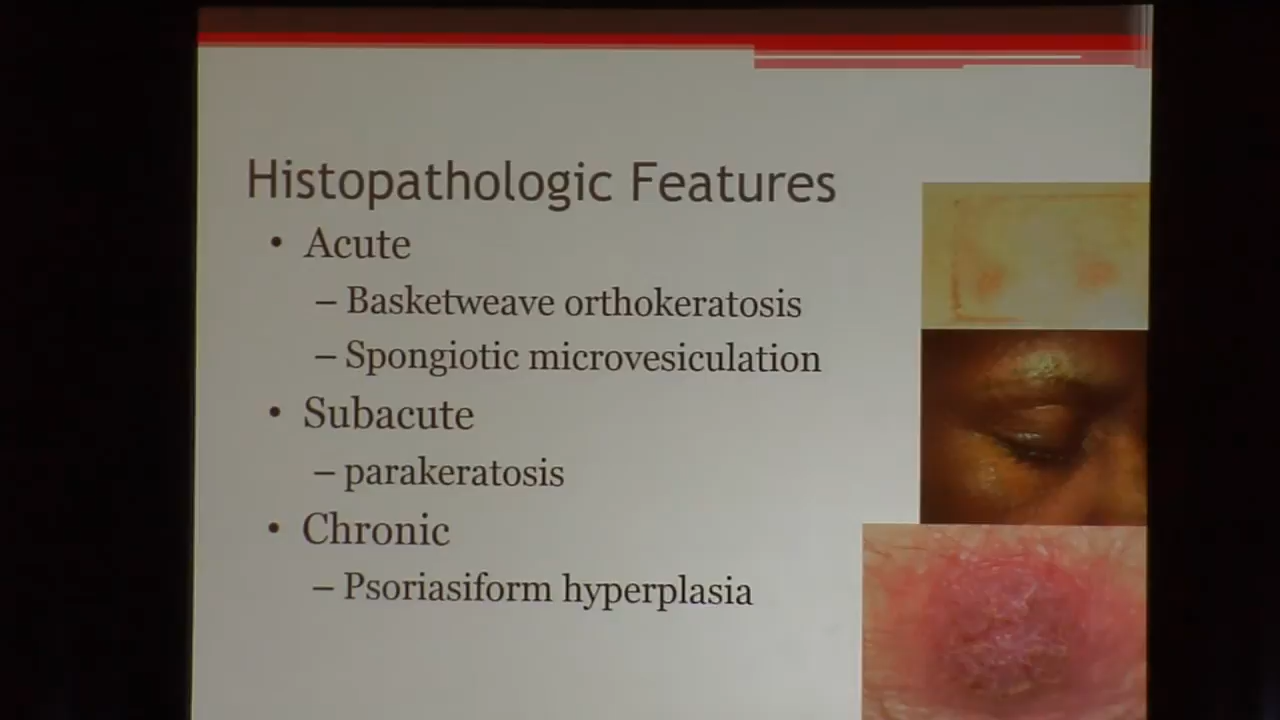 Histopathologic Features
• Acute
– Basketweave orthokeratosis
– Spongiotic microvesiculation
• Subacute
– parakeratosis
• Chronic
– Psoriasiform hyperplasia